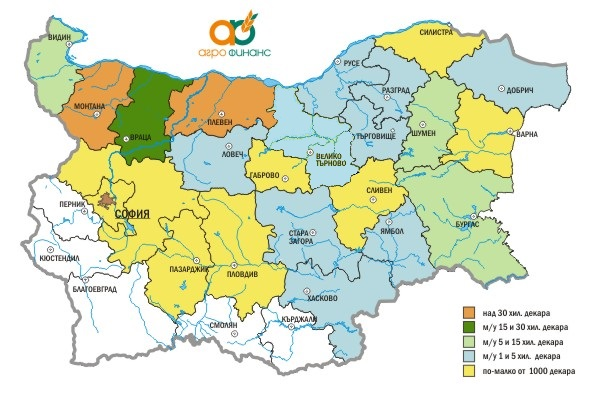 агро финанс
ВИДИН
СИЛИСТРА
РУСЕ
РАЗГРАД
ДОБРИЧ
МОНТАНА
ВРАЦА
ПЛЕВЕН
ТЪРГОВИЩЕ
ШУМЕН
ВАРНА
ЛОВЕЧ
ВЕЛИКО
ТЪРНОВО
ГАБРОВО
СЛИВЕН
ПЕРНИК
СОФИЯ
БУРГАС
СТАРА
ЗАГОРА
ЯМБОЛ
КЮСТЕНДИЛ
ПАЗАРДЖИК
ПЛОВДИВ
БЛАГОЕВГРАД
ХАСКОВО
СМОЛЯН
КЪРДЖАЛИ
над 30 хил. декара
м/у 15 и 30 хил. декара
м/у 5 и 15 хил. декара
м/у 1 и 5 хил. декара
по-малко от 1000 декара